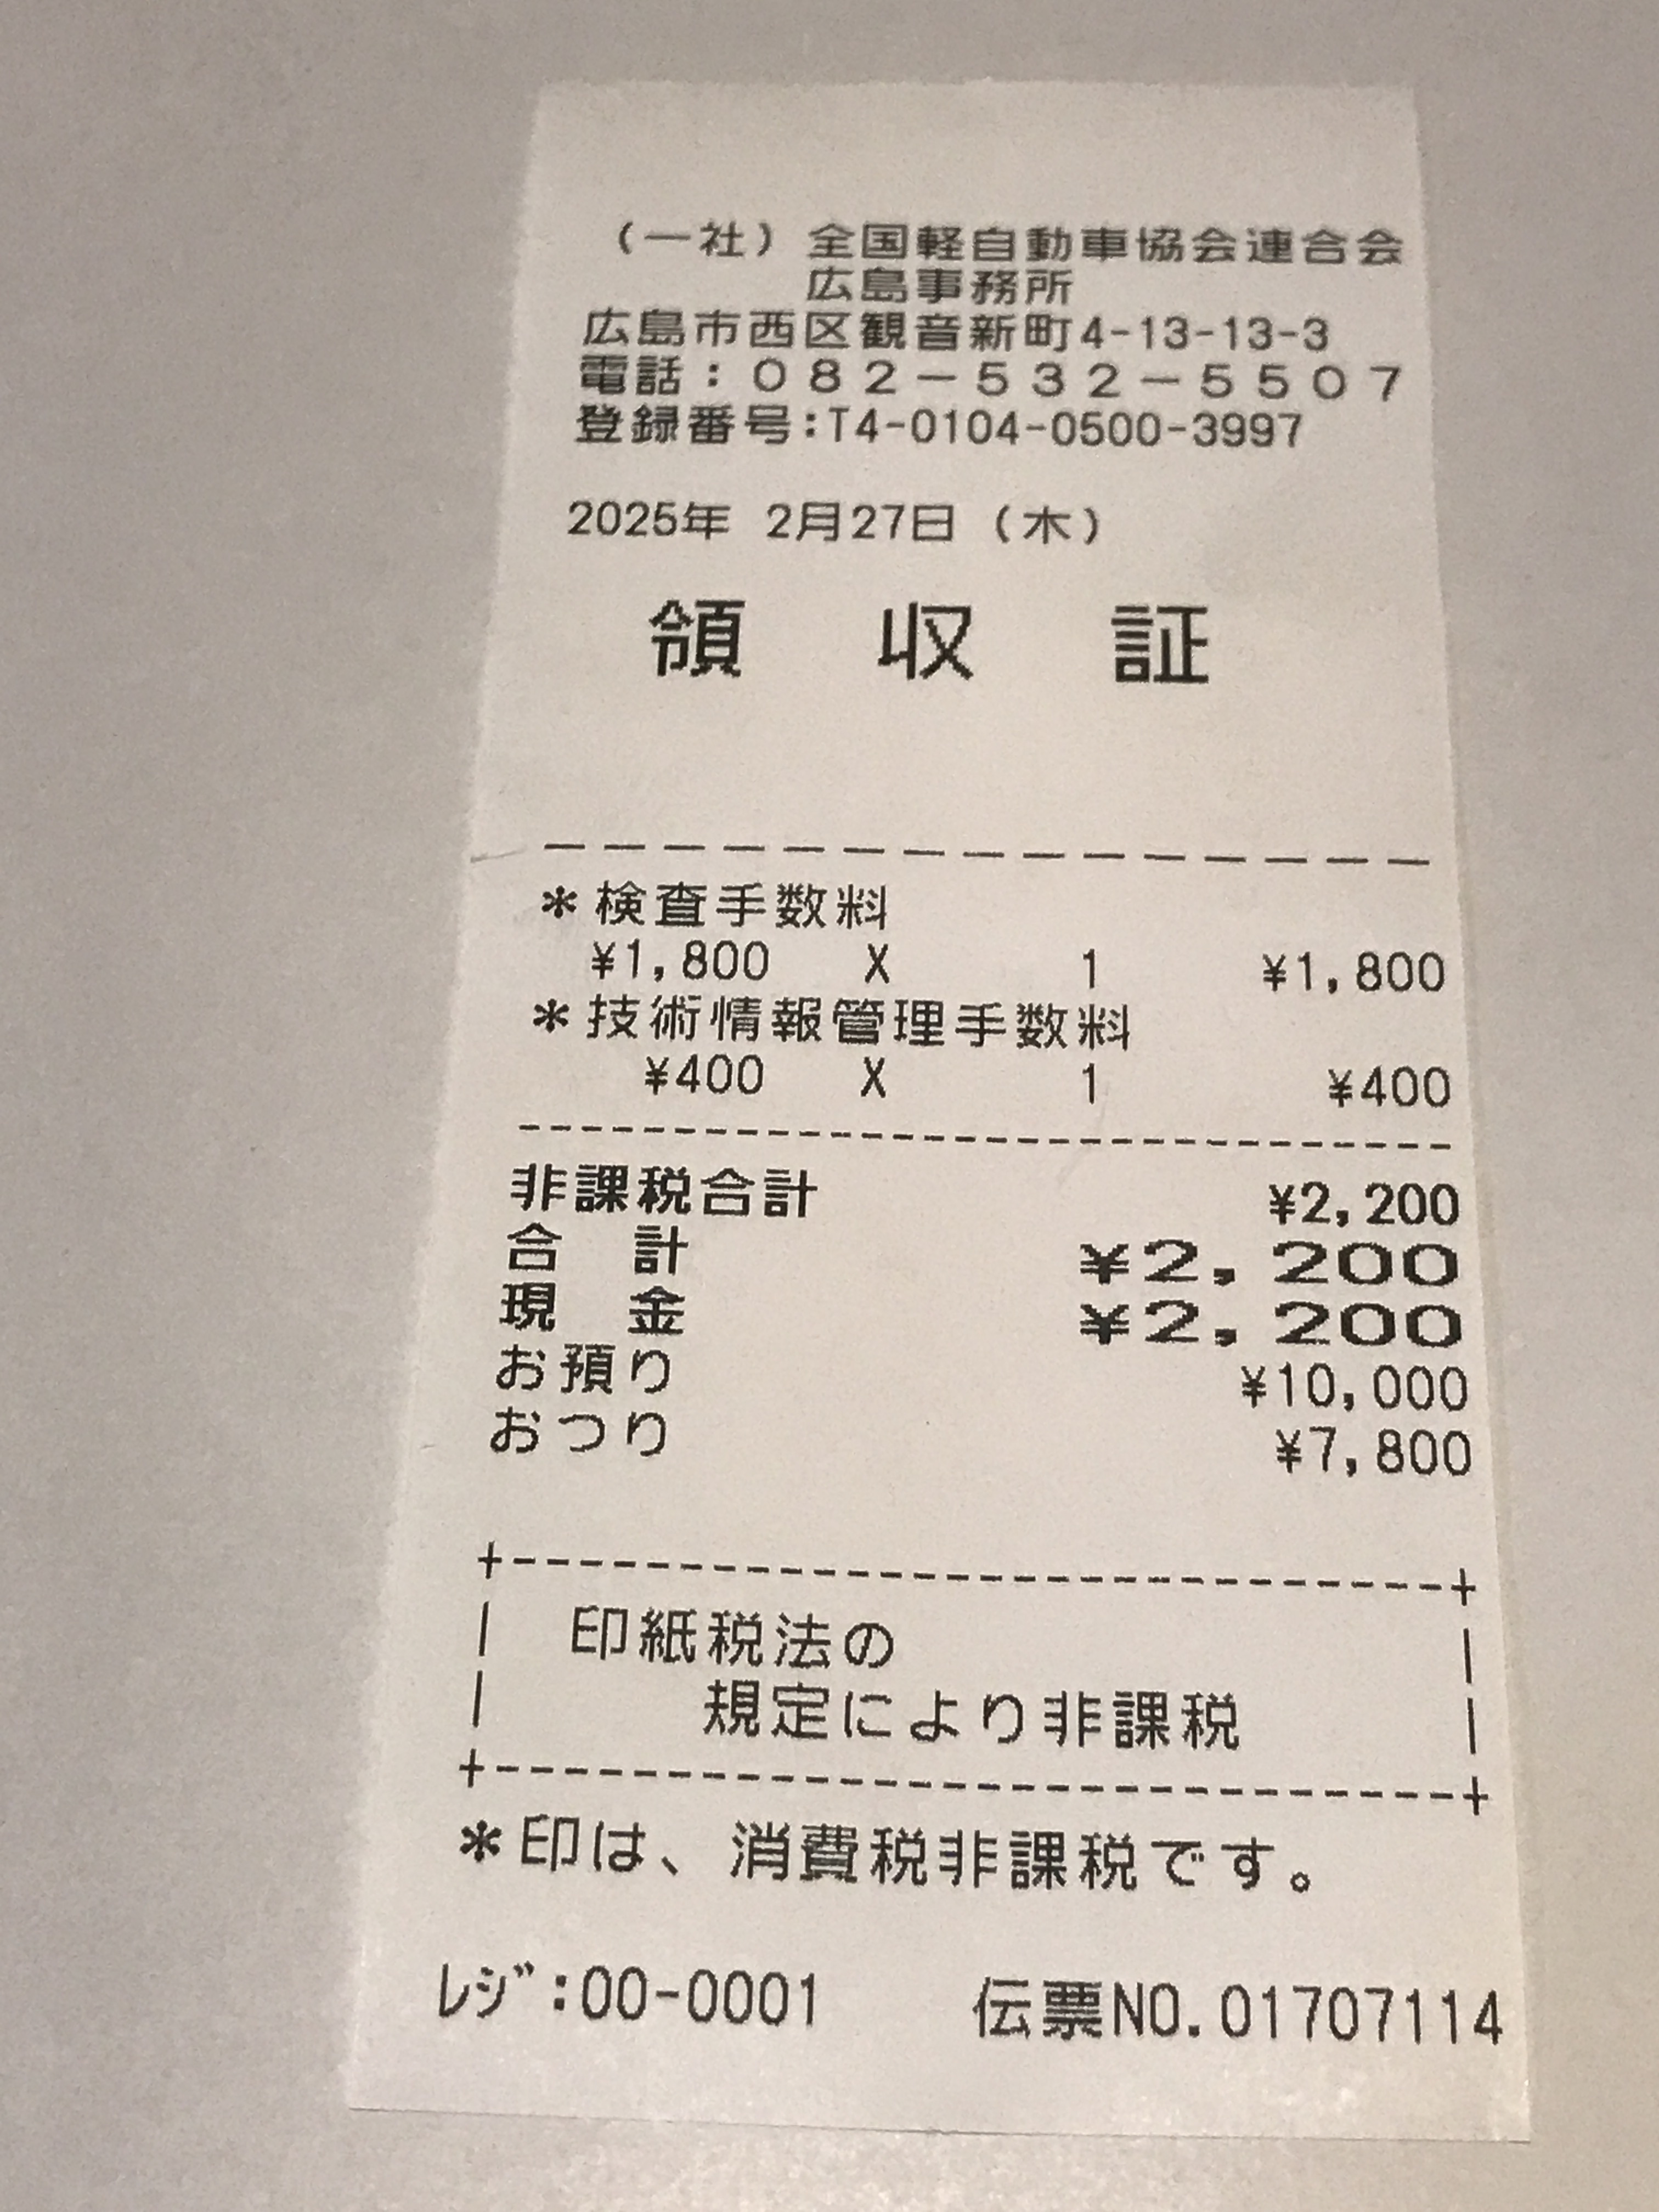 （一社）全国軽自動車協会連合会
広島事務所
広島市西区観音新町4-13-13-3
電話：０８２－５３２－５５０７
登録番号:T4-0104-0500-3997
2025年 2月27日（木）
領 収 証
＊検査手数料
¥1,800 X 1 ¥1,800
＊技術情報管理手数料
¥400 X 1 ¥400
非課税合計 ¥2,200
合 計 ¥2,200
現 金 ¥2,200
お預り ¥10,000
おつり ¥7,800
印紙税法の
規定により非課税
＊印は、消費税非課税です。
ﾚｼﾞ:00-0001 伝票NO.01707114